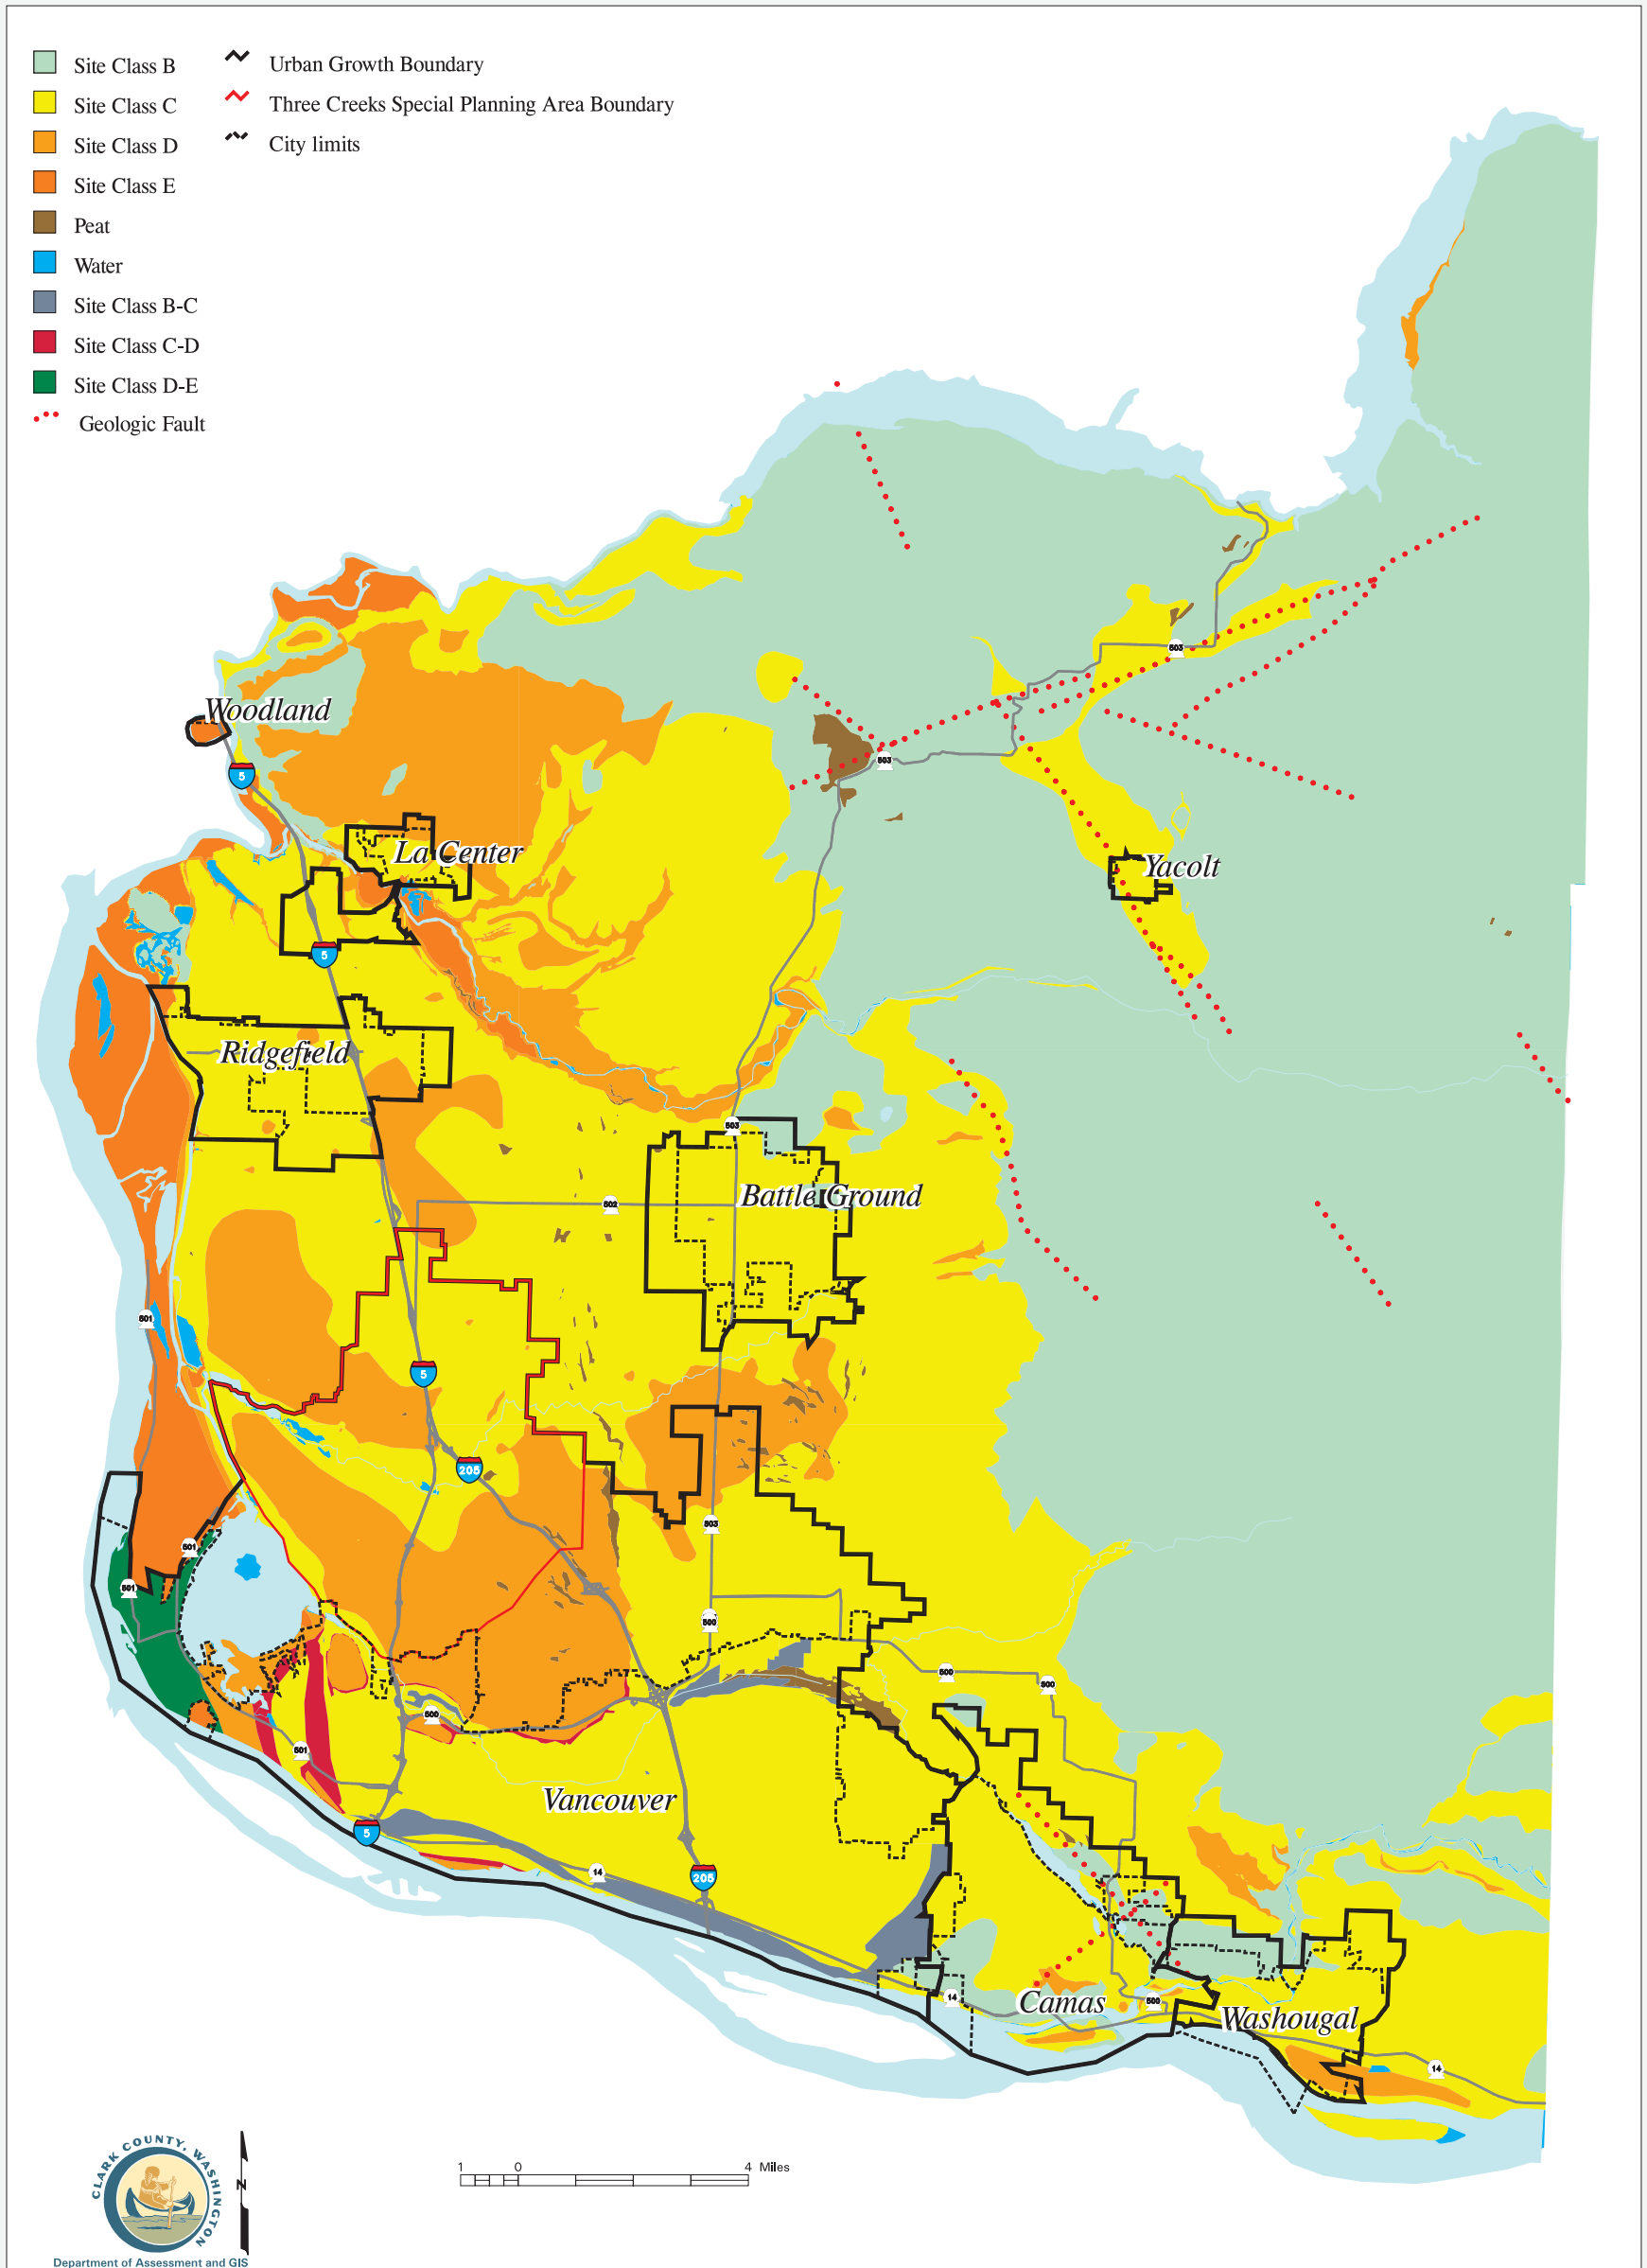 Site Class B
Site Class C
Site Class D
Site Class E
Peat
Water
Site Class B-C
Site Class C-D
Site Class D-E
Geologic Fault
Urban Growth Boundary
Three Creeks Special Planning Area Boundary
City limits
503
Woodland
5
503
La Center
Yacolt
5
Ridgefield
503
Battle Ground
502
501
5
205
503
501
501
500
500
500
500
501
Vancouver
5
14
205
14
Camas
500
Washougal
14
CLARK COUNTY, WASHINGTON
N
1 0 4 Miles
Department of Assessment and GIS